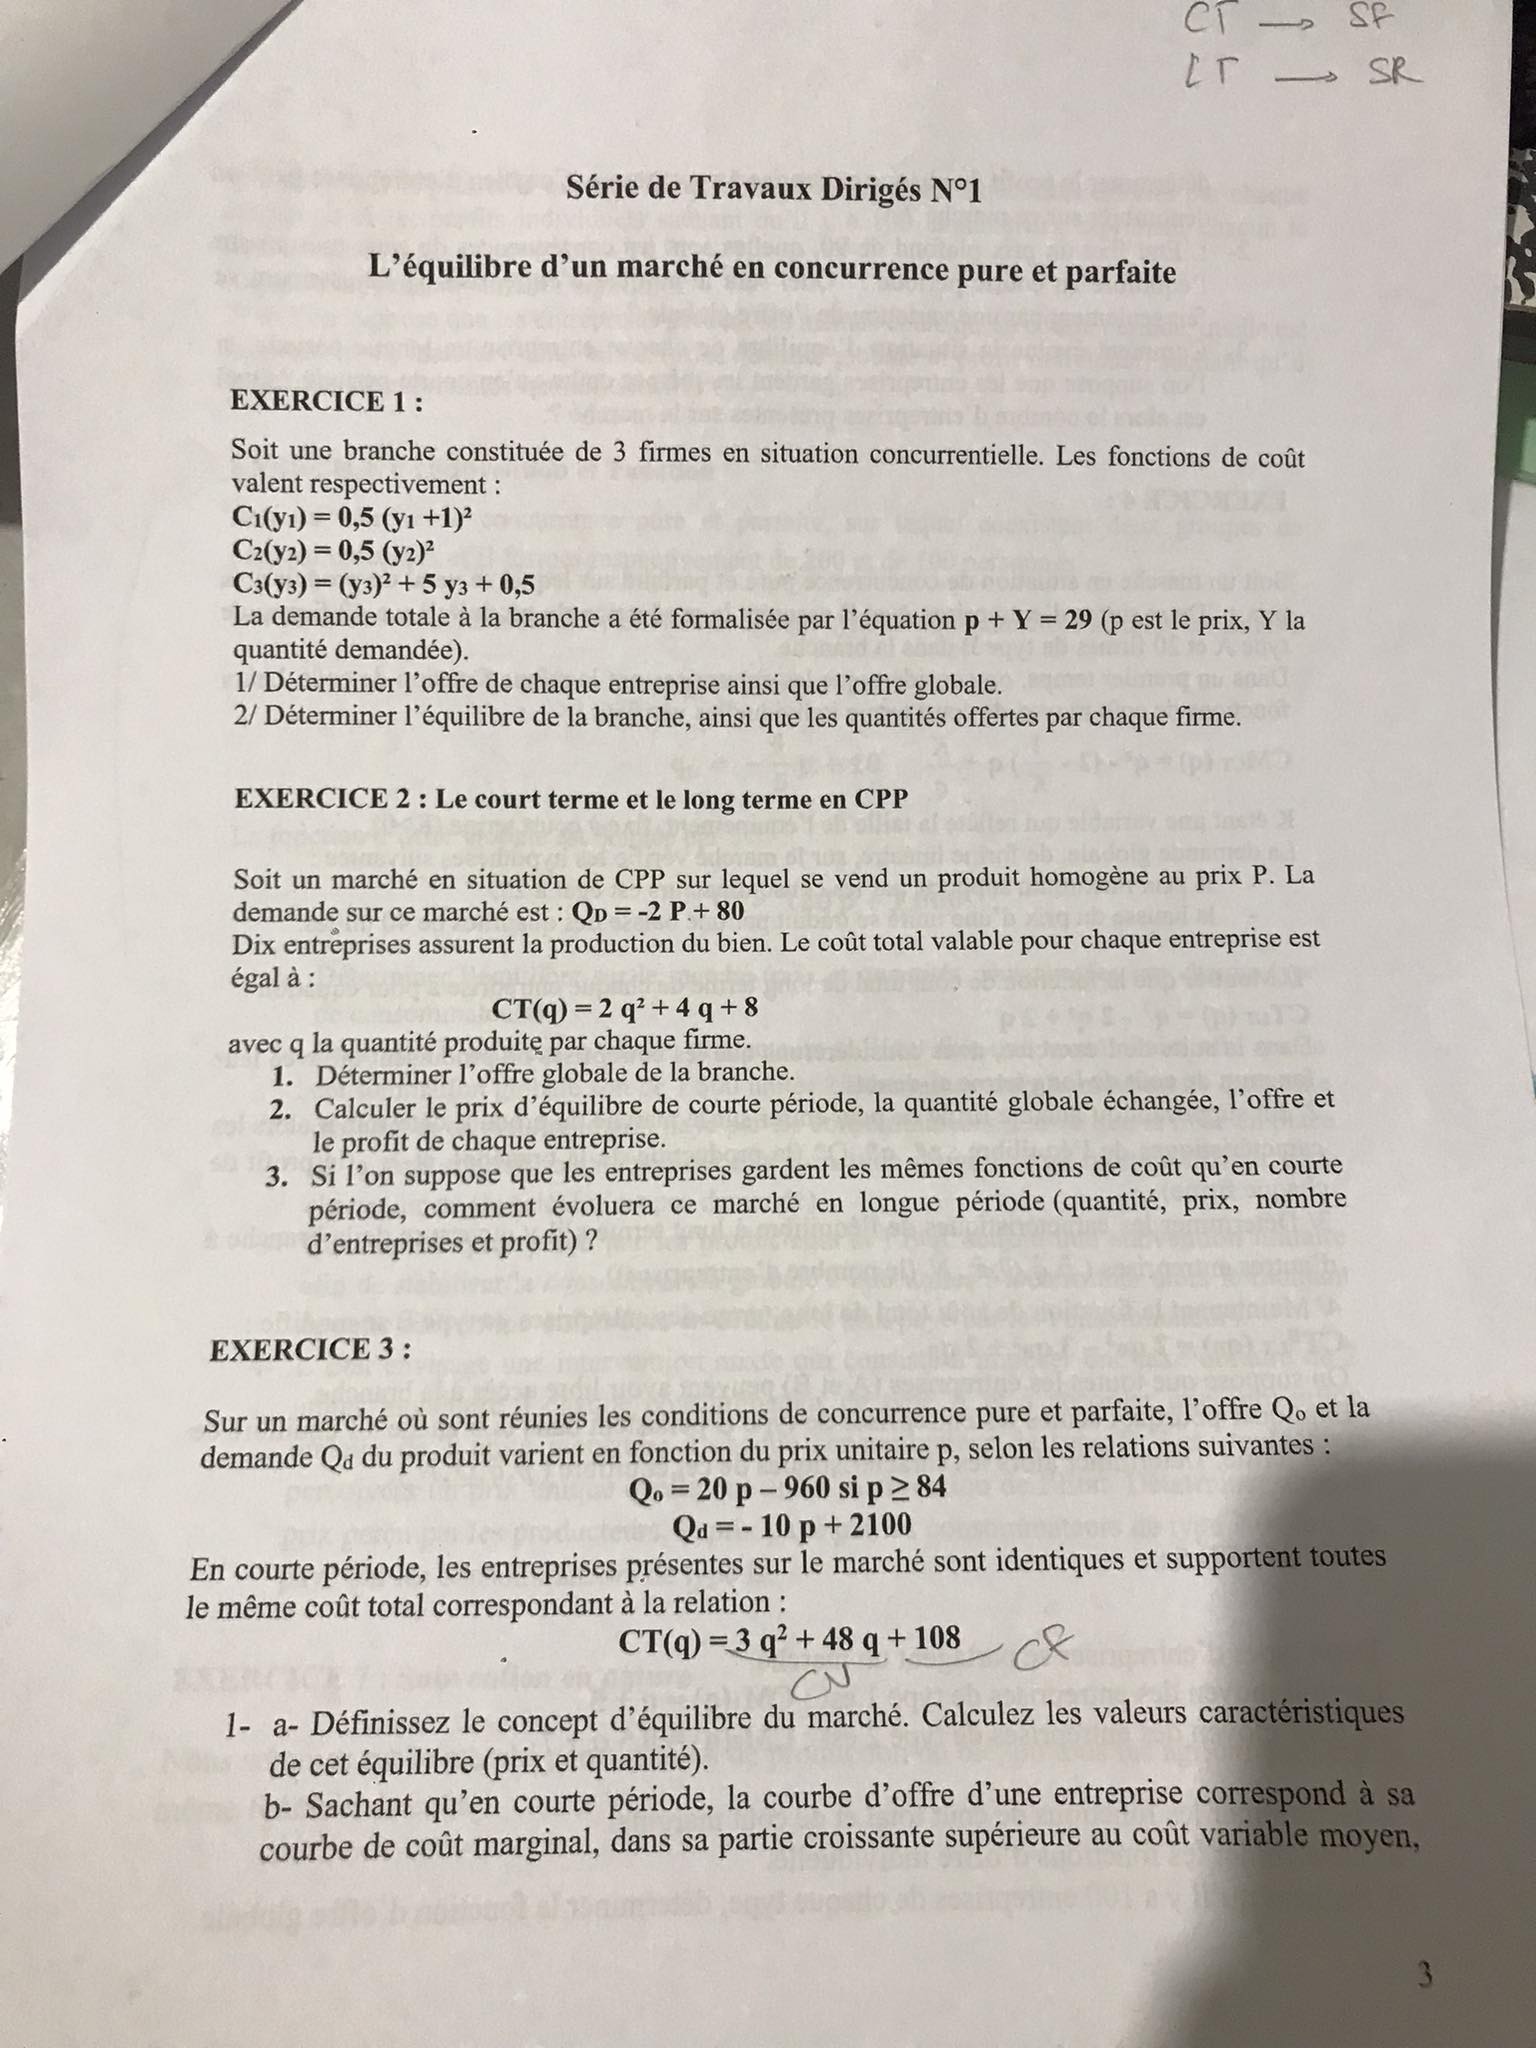 CT → SF
LT → SR
Série de Travaux Dirigés N°1
L'équilibre d'un marché en concurrence pure et parfaite
EXERCICE 1 :
Soit une branche constituée de 3 firmes en situation concurrentielle. Les fonctions de coût
valent respectivement :
C₁(y₁) = 0,5 (y₁ +1)²
C₂(y₂) = 0,5 (y₂)²
C₃(y₃) = (y₃)² + 5 y₃ + 0,5
La demande totale à la branche a été formalisée par l'équation p + Y = 29 (p est le prix, Y la
quantité demandée).
1/ Déterminer l'offre de chaque entreprise ainsi que l'offre globale.
2/ Déterminer l'équilibre de la branche, ainsi que les quantités offertes par chaque firme.
EXERCICE 2 : Le court terme et le long terme en CPP
Soit un marché en situation de CPP sur lequel se vend un produit homogène au prix P. La
demande sur ce marché est : Q_D = -2 P + 80
Dix entreprises assurent la production du bien. Le coût total valable pour chaque entreprise est
égal à :
CT(q) = 2 q² + 4 q + 8
avec q la quantité produite par chaque firme.
1. Déterminer l'offre globale de la branche.
2. Calculer le prix d'équilibre de courte période, la quantité globale échangée, l'offre et
le profit de chaque entreprise.
3. Si l'on suppose que les entreprises gardent les mêmes fonctions de coût qu'en courte
période, comment évoluera ce marché en longue période (quantité, prix, nombre
d'entreprises et profit) ?
EXERCICE 3 :
Sur un marché où sont réunies les conditions de concurrence pure et parfaite, l'offre Qₒ et la
demande Q_d du produit varient en fonction du prix unitaire p, selon les relations suivantes :
Qₒ = 20 p – 960 si p ≥ 84
Q_d = - 10 p + 2100
En courte période, les entreprises présentes sur le marché sont identiques et supportent toutes
le même coût total correspondant à la relation :
CT(q) = 3 q² + 48 q + 108 CF
CV
1- a- Définissez le concept d'équilibre du marché. Calculez les valeurs caractéristiques
de cet équilibre (prix et quantité).
b- Sachant qu'en courte période, la courbe d'offre d'une entreprise correspond à sa
courbe de coût marginal, dans sa partie croissante supérieure au coût variable moyen,
3